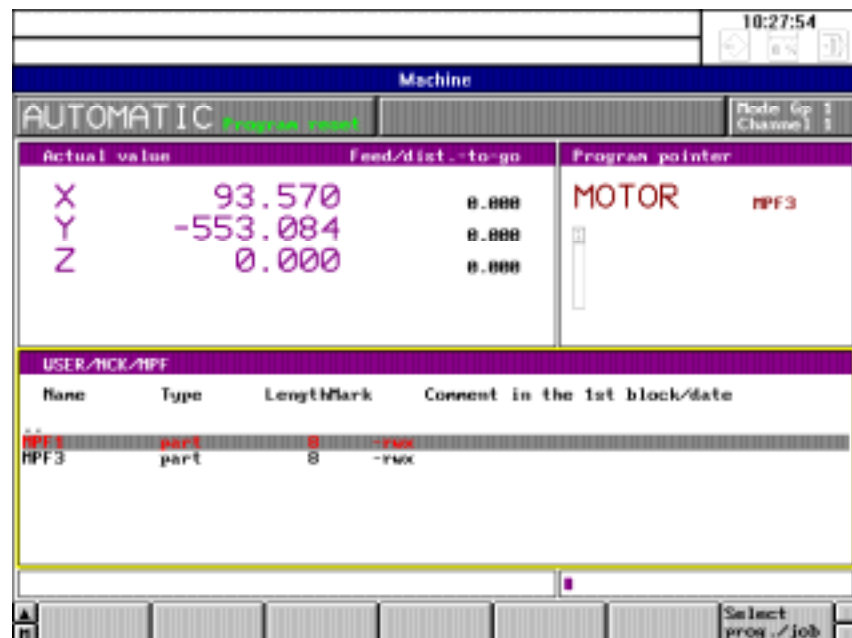 10:27:54
Machine
AUTOMATIC Program reset
Mode Gp 1
Channel 1
Actual value Feed/dist.-to-go
X 93.570 0.000
Y -553.084 0.000
Z 0.000 0.000
Program pointer
MOTOR MPF3
USER/NCK/MPF
Name Type LengthMark Comment in the 1st block/date
..
MPF1 part 8 -rwx
MPF3 part 8 -rwx
Select
prog./job
M